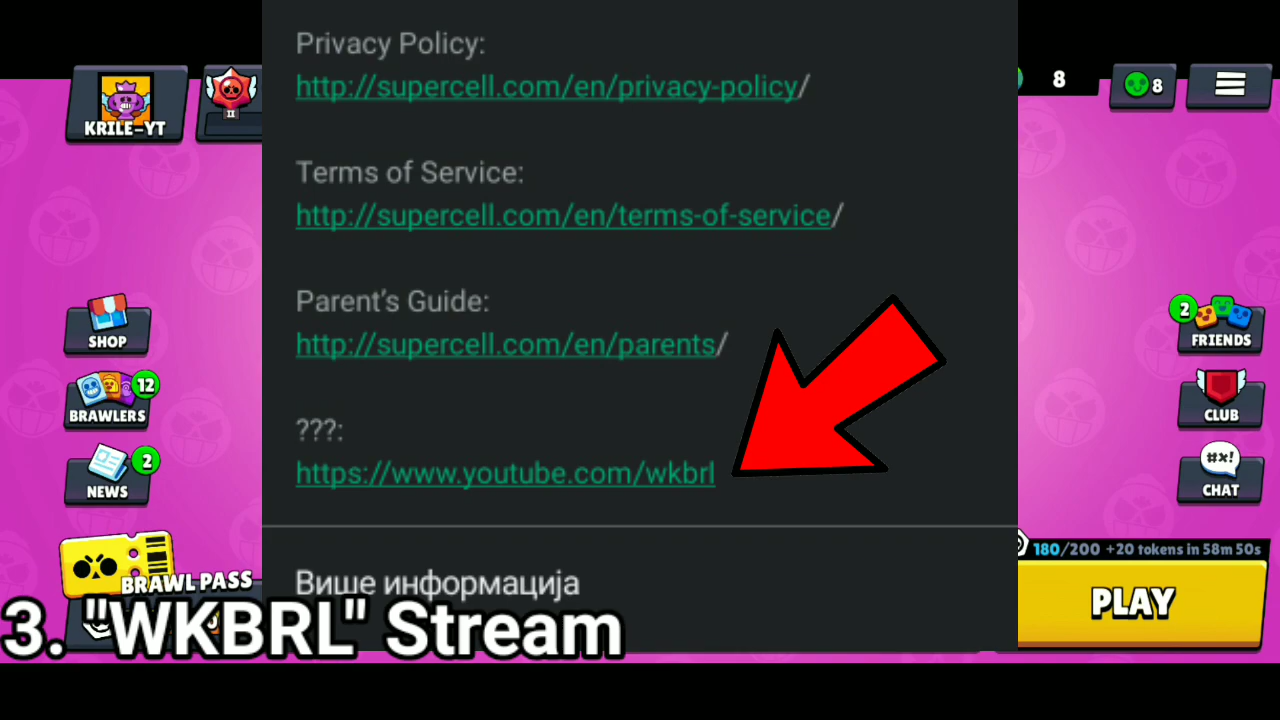 Privacy Policy:
http://supercell.com/en/privacy-policy/
Terms of Service:
http://supercell.com/en/terms-of-service/
Parent's Guide:
http://supercell.com/en/parents/
???:
https://www.youtube.com/wkbrl
Више информација
KRILE-YT
II
8
8
SHOP
12
BRAWLERS
2
NEWS
BRAWL PASS
2
FRIENDS
CLUB
#x!
CHAT
180/200 +20 tokens in 58m 50s
PLAY
3. "WKBRL" Stream